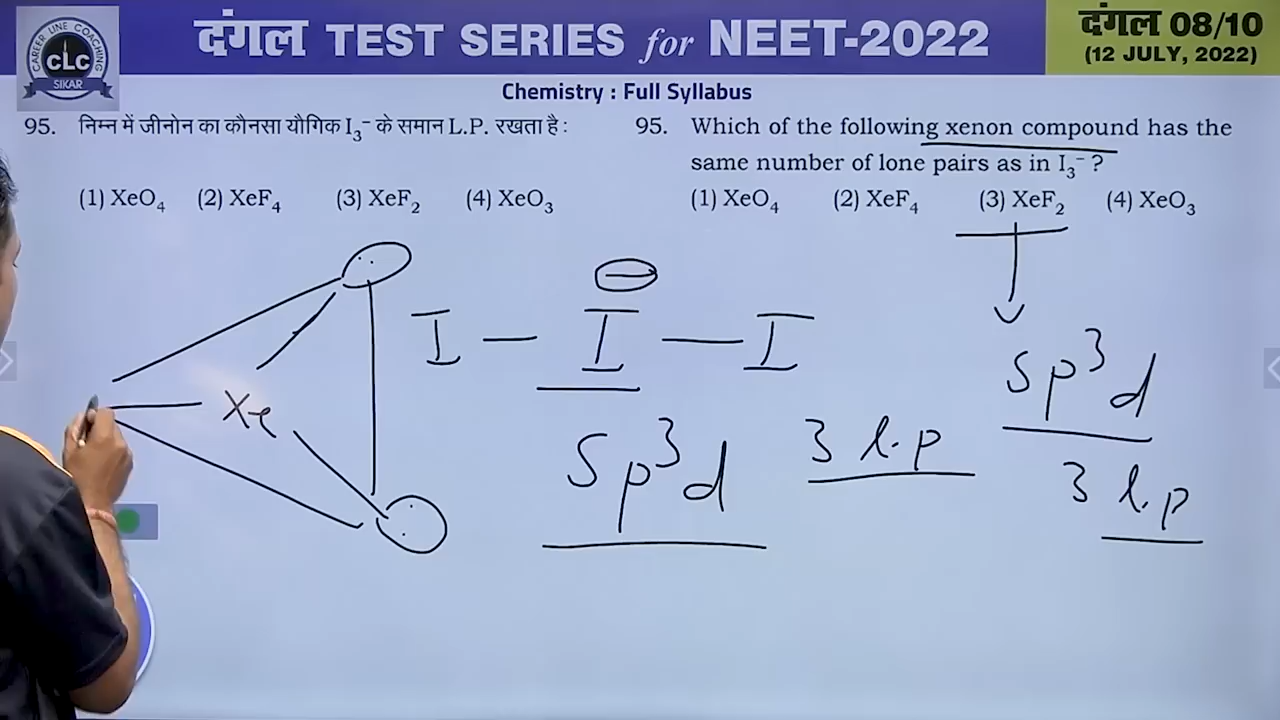 CAREER LINE COACHING
CLC
SIKAR
दंगल TEST SERIES for NEET-2022
दंगल 08/10
(12 JULY, 2022)
Chemistry : Full Syllabus
95. निम्न में जीनोन का कौनसा यौगिक I₃⁻ के समान L.P. रखता है :
(1) XeO₄ (2) XeF₄ (3) XeF₂ (4) XeO₃
95. Which of the following xenon compound has the
same number of lone pairs as in I₃⁻ ?
(1) XeO₄ (2) XeF₄ (3) XeF₂ (4) XeO₃
I – I – I
Xe
sp³d
3 l.p
sp³d
3 l.p